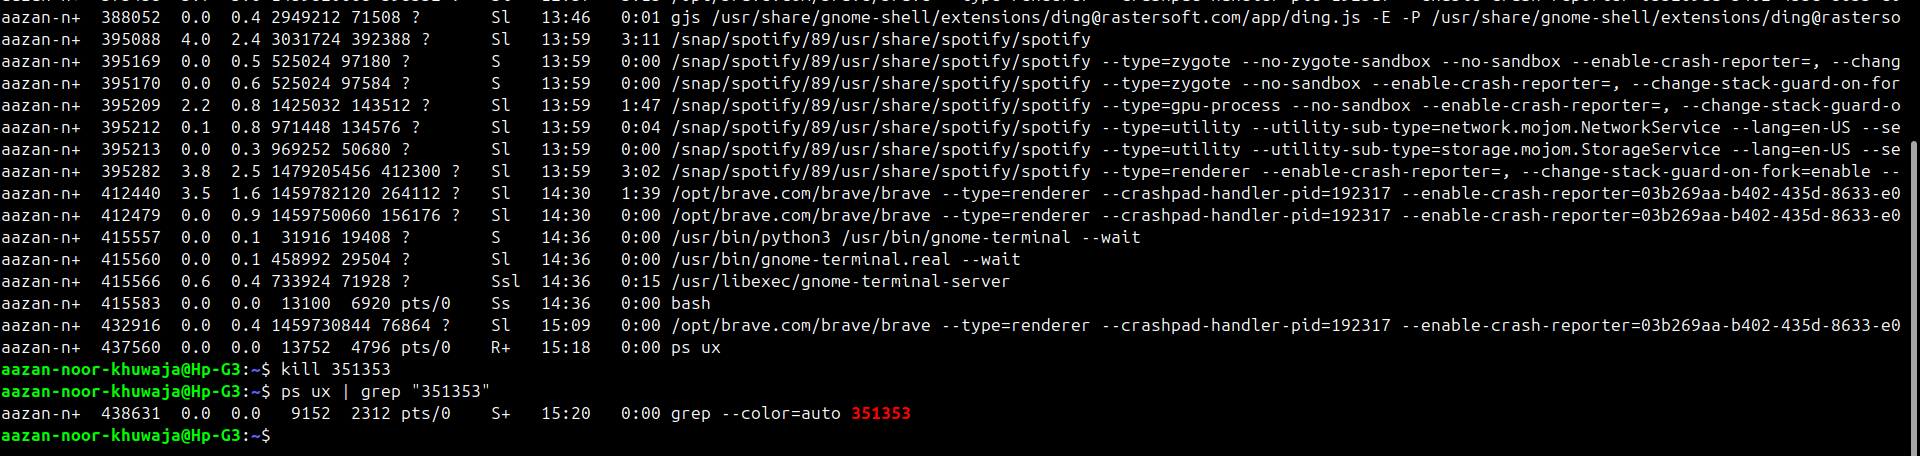 aazan-n+  388052  0.0  0.4 2949212 71508 ?       Sl   13:46   0:01 gjs /usr/share/gnome-shell/extensions/ding@rastersoft.com/app/ding.js -E -P /usr/share/gnome-shell/extensions/ding@rasterso
aazan-n+  395088  4.0  2.4 3031724 392388 ?      Sl   13:59   3:11 /snap/spotify/89/usr/share/spotify/spotify
aazan-n+  395169  0.0  0.5 525024 97180 ?        S    13:59   0:00 /snap/spotify/89/usr/share/spotify/spotify --type=zygote --no-zygote-sandbox --no-sandbox --enable-crash-reporter=, --chang
aazan-n+  395170  0.0  0.6 525024 97584 ?        S    13:59   0:00 /snap/spotify/89/usr/share/spotify/spotify --type=zygote --no-sandbox --enable-crash-reporter=, --change-stack-guard-on-for
aazan-n+  395209  2.2  0.8 1425032 143512 ?      Sl   13:59   1:47 /snap/spotify/89/usr/share/spotify/spotify --type=gpu-process --no-sandbox --enable-crash-reporter=, --change-stack-guard-o
aazan-n+  395212  0.1  0.8 971448 134576 ?       Sl   13:59   0:04 /snap/spotify/89/usr/share/spotify/spotify --type=utility --utility-sub-type=network.mojom.NetworkService --lang=en-US --se
aazan-n+  395213  0.0  0.3 969252 50680 ?        Sl   13:59   0:00 /snap/spotify/89/usr/share/spotify/spotify --type=utility --utility-sub-type=storage.mojom.StorageService --lang=en-US --se
aazan-n+  395282  3.8  2.5 1479205456 412300 ?   Sl   13:59   3:02 /snap/spotify/89/usr/share/spotify/spotify --type=renderer --enable-crash-reporter=, --change-stack-guard-on-fork=enable --
aazan-n+  412440  3.5  1.6 1459782120 264112 ?   Sl   14:30   1:39 /opt/brave.com/brave/brave --type=renderer --crashpad-handler-pid=192317 --enable-crash-reporter=03b269aa-b402-435d-8633-e0
aazan-n+  412479  0.0  0.9 1459750060 156176 ?   Sl   14:30   0:00 /opt/brave.com/brave/brave --type=renderer --crashpad-handler-pid=192317 --enable-crash-reporter=03b269aa-b402-435d-8633-e0
aazan-n+  415557  0.0  0.1  31916 19408 ?        S    14:36   0:00 /usr/bin/python3 /usr/bin/gnome-terminal --wait
aazan-n+  415560  0.0  0.1 458992 29504 ?        Sl   14:36   0:00 /usr/bin/gnome-terminal.real --wait
aazan-n+  415566  0.6  0.4 733924 71928 ?        Ssl  14:36   0:15 /usr/libexec/gnome-terminal-server
aazan-n+  415583  0.0  0.0  13100  6920 pts/0    Ss   14:36   0:00 bash
aazan-n+  432916  0.0  0.4 1459730844 76864 ?    Sl   15:09   0:00 /opt/brave.com/brave/brave --type=renderer --crashpad-handler-pid=192317 --enable-crash-reporter=03b269aa-b402-435d-8633-e0
aazan-n+  437560  0.0  0.0  13752  4796 pts/0    R+   15:18   0:00 ps ux
aazan-noor-khuwaja@Hp-G3:~$ kill 351353
aazan-noor-khuwaja@Hp-G3:~$ ps ux | grep "351353"
aazan-n+  438631  0.0  0.0   9152  2312 pts/0    S+   15:20   0:00 grep --color=auto 351353
aazan-noor-khuwaja@Hp-G3:~$